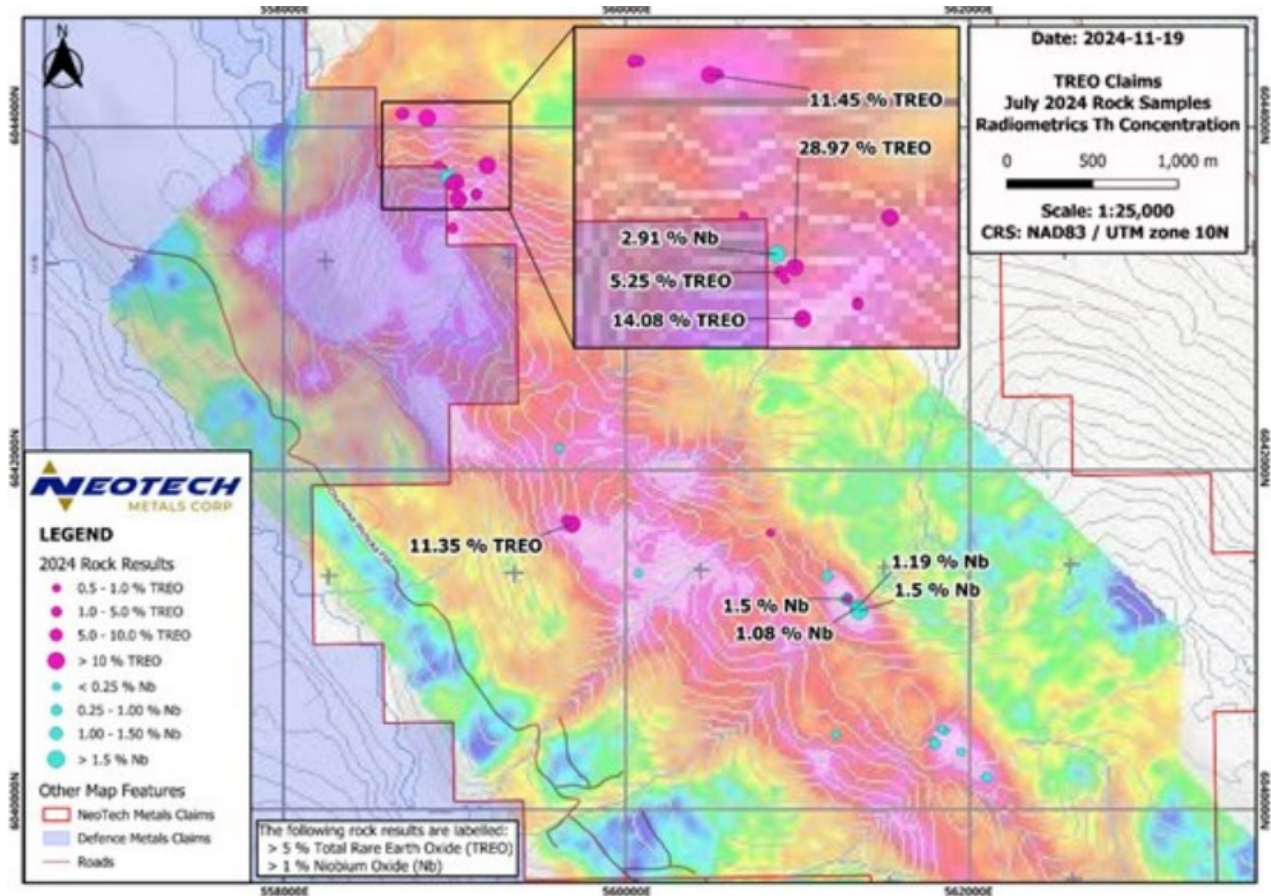 558000E
560000E
562000E
N
Date: 2024-11-19
TREO Claims
July 2024 Rock Samples
Radiometrics Th Concentration
0 500 1,000 m
Scale: 1:25,000
CRS: NAD83 / UTM zone 10N
6044000N
6044000N
11.45 % TREO
28.97 % TREO
2.91 % Nb
5.25 % TREO
14.08 % TREO
6042000N
6042000N
11.35 % TREO
1.19 % Nb
1.5 % Nb
1.5 % Nb
1.08 % Nb
NEOTECH
METALS CORP
LEGEND
2024 Rock Results
0.5 - 1.0 % TREO
1.0 - 5.0 % TREO
5.0 - 10.0 % TREO
> 10 % TREO
< 0.25 % Nb
0.25 - 1.00 % Nb
1.00 - 1.50 % Nb
> 1.5 % Nb
Other Map Features
NeoTech Metals Claims
Defence Metals Claims
Roads
The following rock results are labelled:
> 5 % Total Rare Earth Oxide (TREO)
> 1 % Niobium Oxide (Nb)
6040000N
6040000N
558000E
560000E
562000E